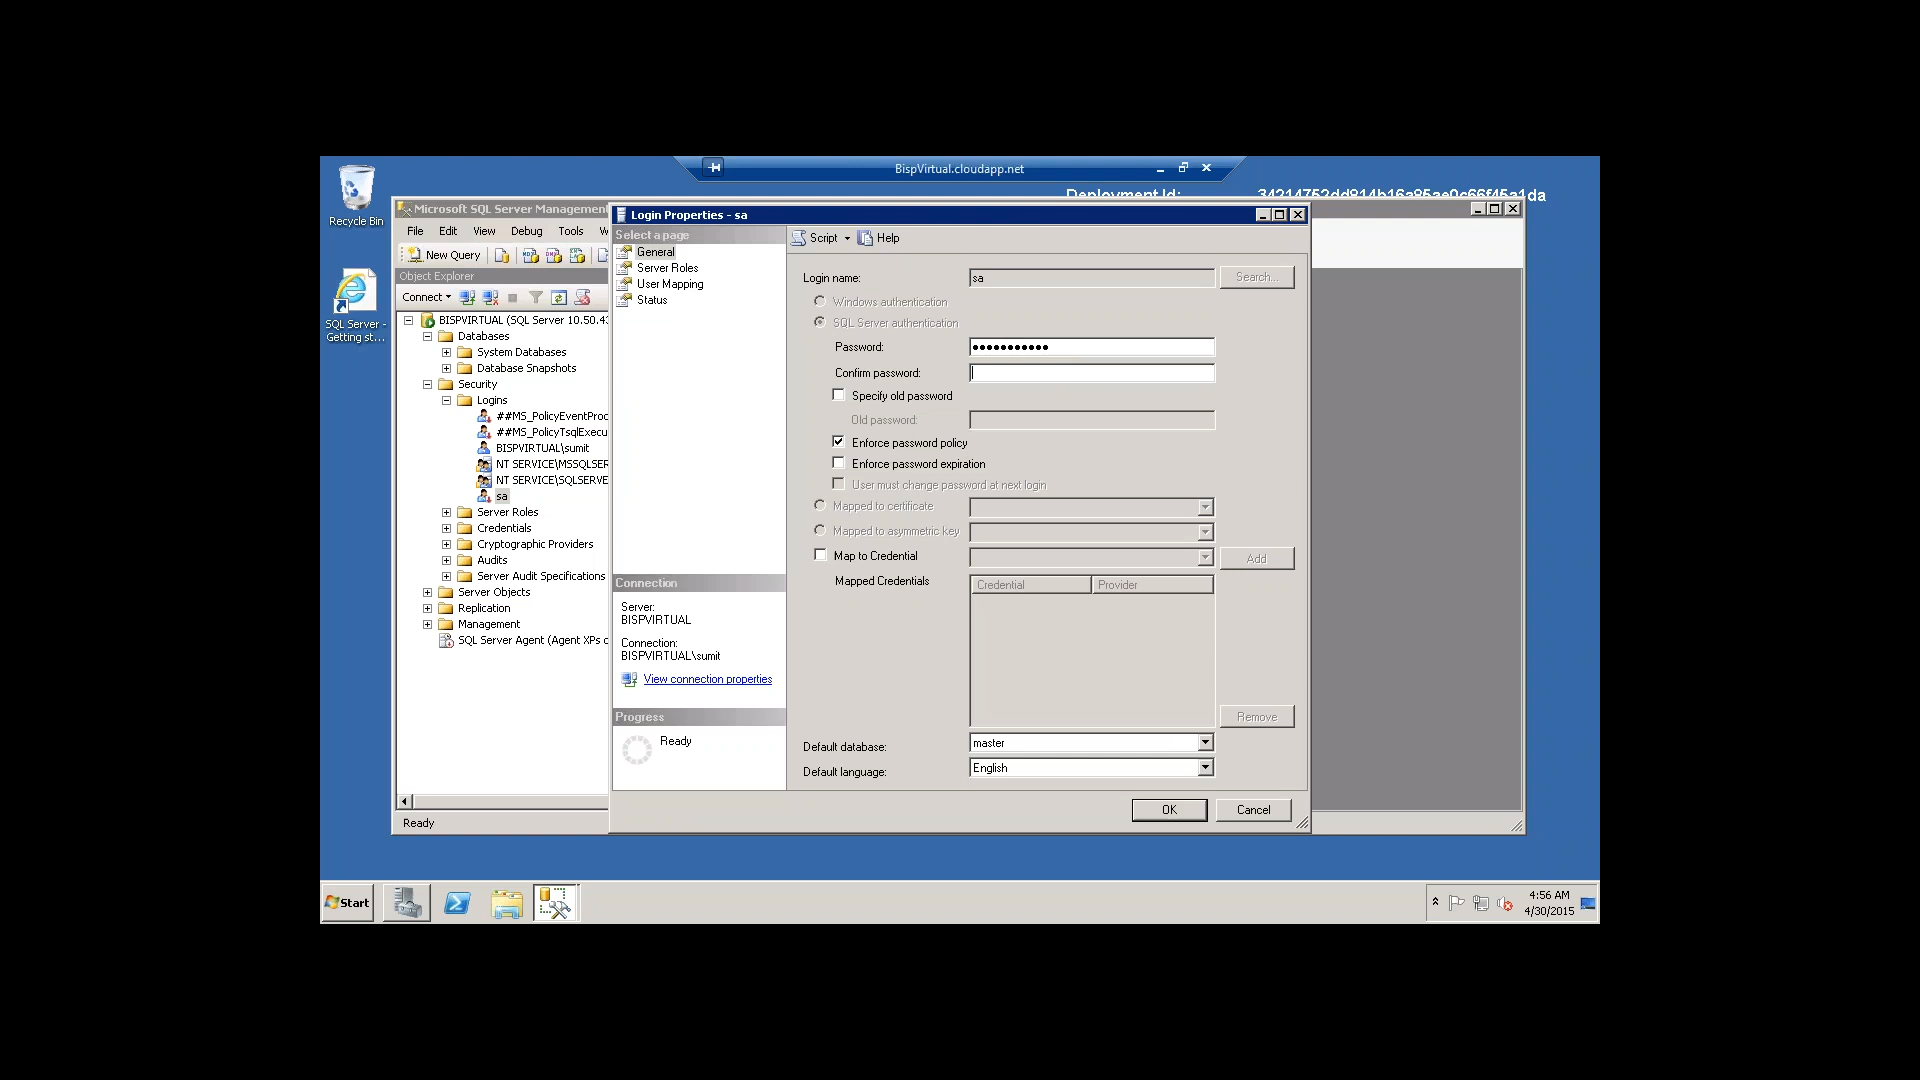 BispVirtual.cloudapp.net
Recycle Bin
SQL Server -
Getting st...
Microsoft SQL Server Management
File Edit View Debug Tools W
New Query
Object Explorer
Connect
BISPVIRTUAL (SQL Server 10.50.43
Databases
System Databases
Database Snapshots
Security
Logins
##MS_PolicyEventProc
##MS_PolicyTsqlExecu
BISPVIRTUAL\sumit
NT SERVICE\MSSQLSER
NT SERVICE\SQLSERVE
sa
Server Roles
Credentials
Cryptographic Providers
Audits
Server Audit Specifications
Server Objects
Replication
Management
SQL Server Agent (Agent XPs
Ready
Login Properties - sa
Select a page
General
Server Roles
User Mapping
Status
Connection
Server:
BISPVIRTUAL
Connection:
BISPVIRTUAL\sumit
View connection properties
Progress
Ready
Script Help
Login name: sa Search...
Windows authentication
SQL Server authentication
Password: ●●●●●●●●●●●
Confirm password:
Specify old password
Old password:
Enforce password policy
Enforce password expiration
User must change password at next login
Mapped to certificate
Mapped to asymmetric key
Map to Credential Add
Mapped Credentials Credential Provider
Remove
Default database: master
Default language: English
OK Cancel
Start
4:56 AM
4/30/2015